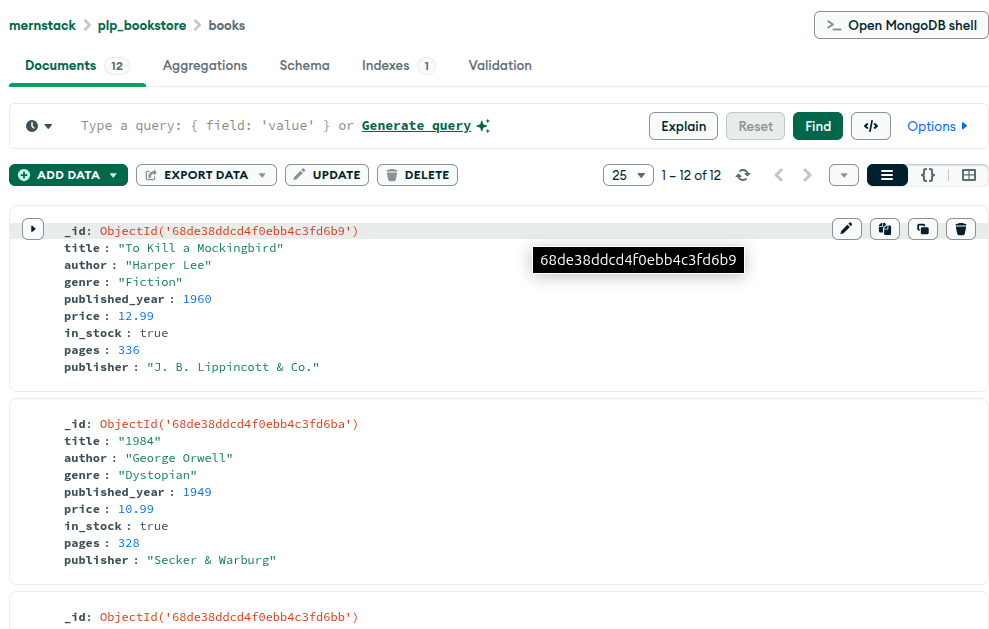 mernstack > plp_bookstore > books
>_ Open MongoDB shell
Documents 12 Aggregations Schema Indexes 1 Validation
Type a query: { field: 'value' } or Generate query
Explain Reset Find </> Options
ADD DATA EXPORT DATA UPDATE DELETE 25 1 – 12 of 12 {}
_id: ObjectId('68de38ddcd4f0ebb4c3fd6b9')
title : "To Kill a Mockingbird"
author : "Harper Lee"
68de38ddcd4f0ebb4c3fd6b9
genre : "Fiction"
published_year : 1960
price : 12.99
in_stock : true
pages : 336
publisher : "J. B. Lippincott & Co."
_id: ObjectId('68de38ddcd4f0ebb4c3fd6ba')
title : "1984"
author : "George Orwell"
genre : "Dystopian"
published_year : 1949
price : 10.99
in_stock : true
pages : 328
publisher : "Secker & Warburg"
_id: ObjectId('68de38ddcd4f0ebb4c3fd6bb')